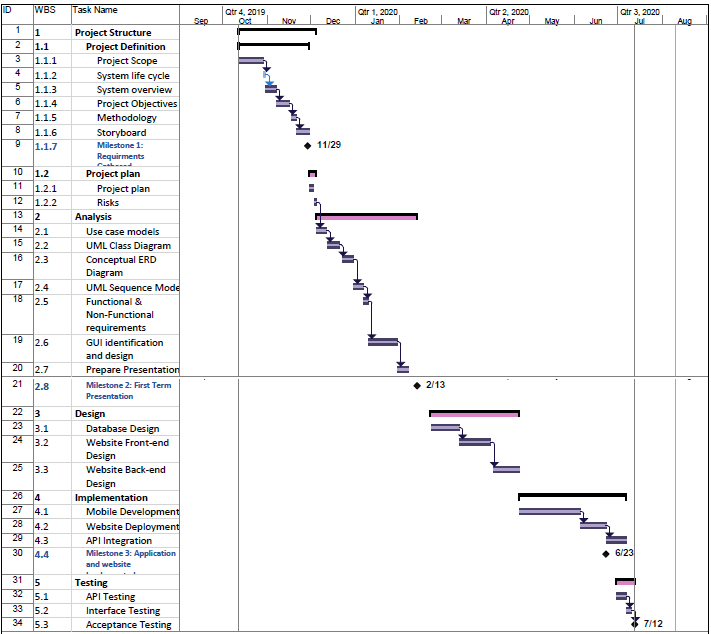 ID WBS Task Name Qtr 4, 2019 Qtr 1, 2020 Qtr 2, 2020 Qtr 3, 2020
Sep Oct Nov Dec Jan Feb Mar Apr May Jun Jul Aug
1 1 Project Structure
2 1.1 Project Definition
3 1.1.1 Project Scope
4 1.1.2 System life cycle
5 1.1.3 System overview
6 1.1.4 Project Objectives
7 1.1.5 Methodology
8 1.1.6 Storyboard
9 1.1.7 Milestone 1: 11/29
Requirments
10 1.2 Project plan
11 1.2.1 Project plan
12 1.2.2 Risks
13 2 Analysis
14 2.1 Use case models
15 2.2 UML Class Diagram
16 2.3 Conceptual ERD
Diagram
17 2.4 UML Sequence Mode
18 2.5 Functional &
Non-Functional
requirements
19 2.6 GUI identification
and design
20 2.7 Prepare Presentation
21 2.8 Milestone 2: First Term 2/13
Presentation
22 3 Design
23 3.1 Database Design
24 3.2 Website Front-end
Design
25 3.3 Website Back-end
Design
26 4 Implementation
27 4.1 Mobile Development
28 4.2 Website Deployment
29 4.3 API Integration
30 4.4 Milestone 3: Application 6/23
and website
31 5 Testing
32 5.1 API Testing
33 5.2 Interface Testing
34 5.3 Acceptance Testing 7/12